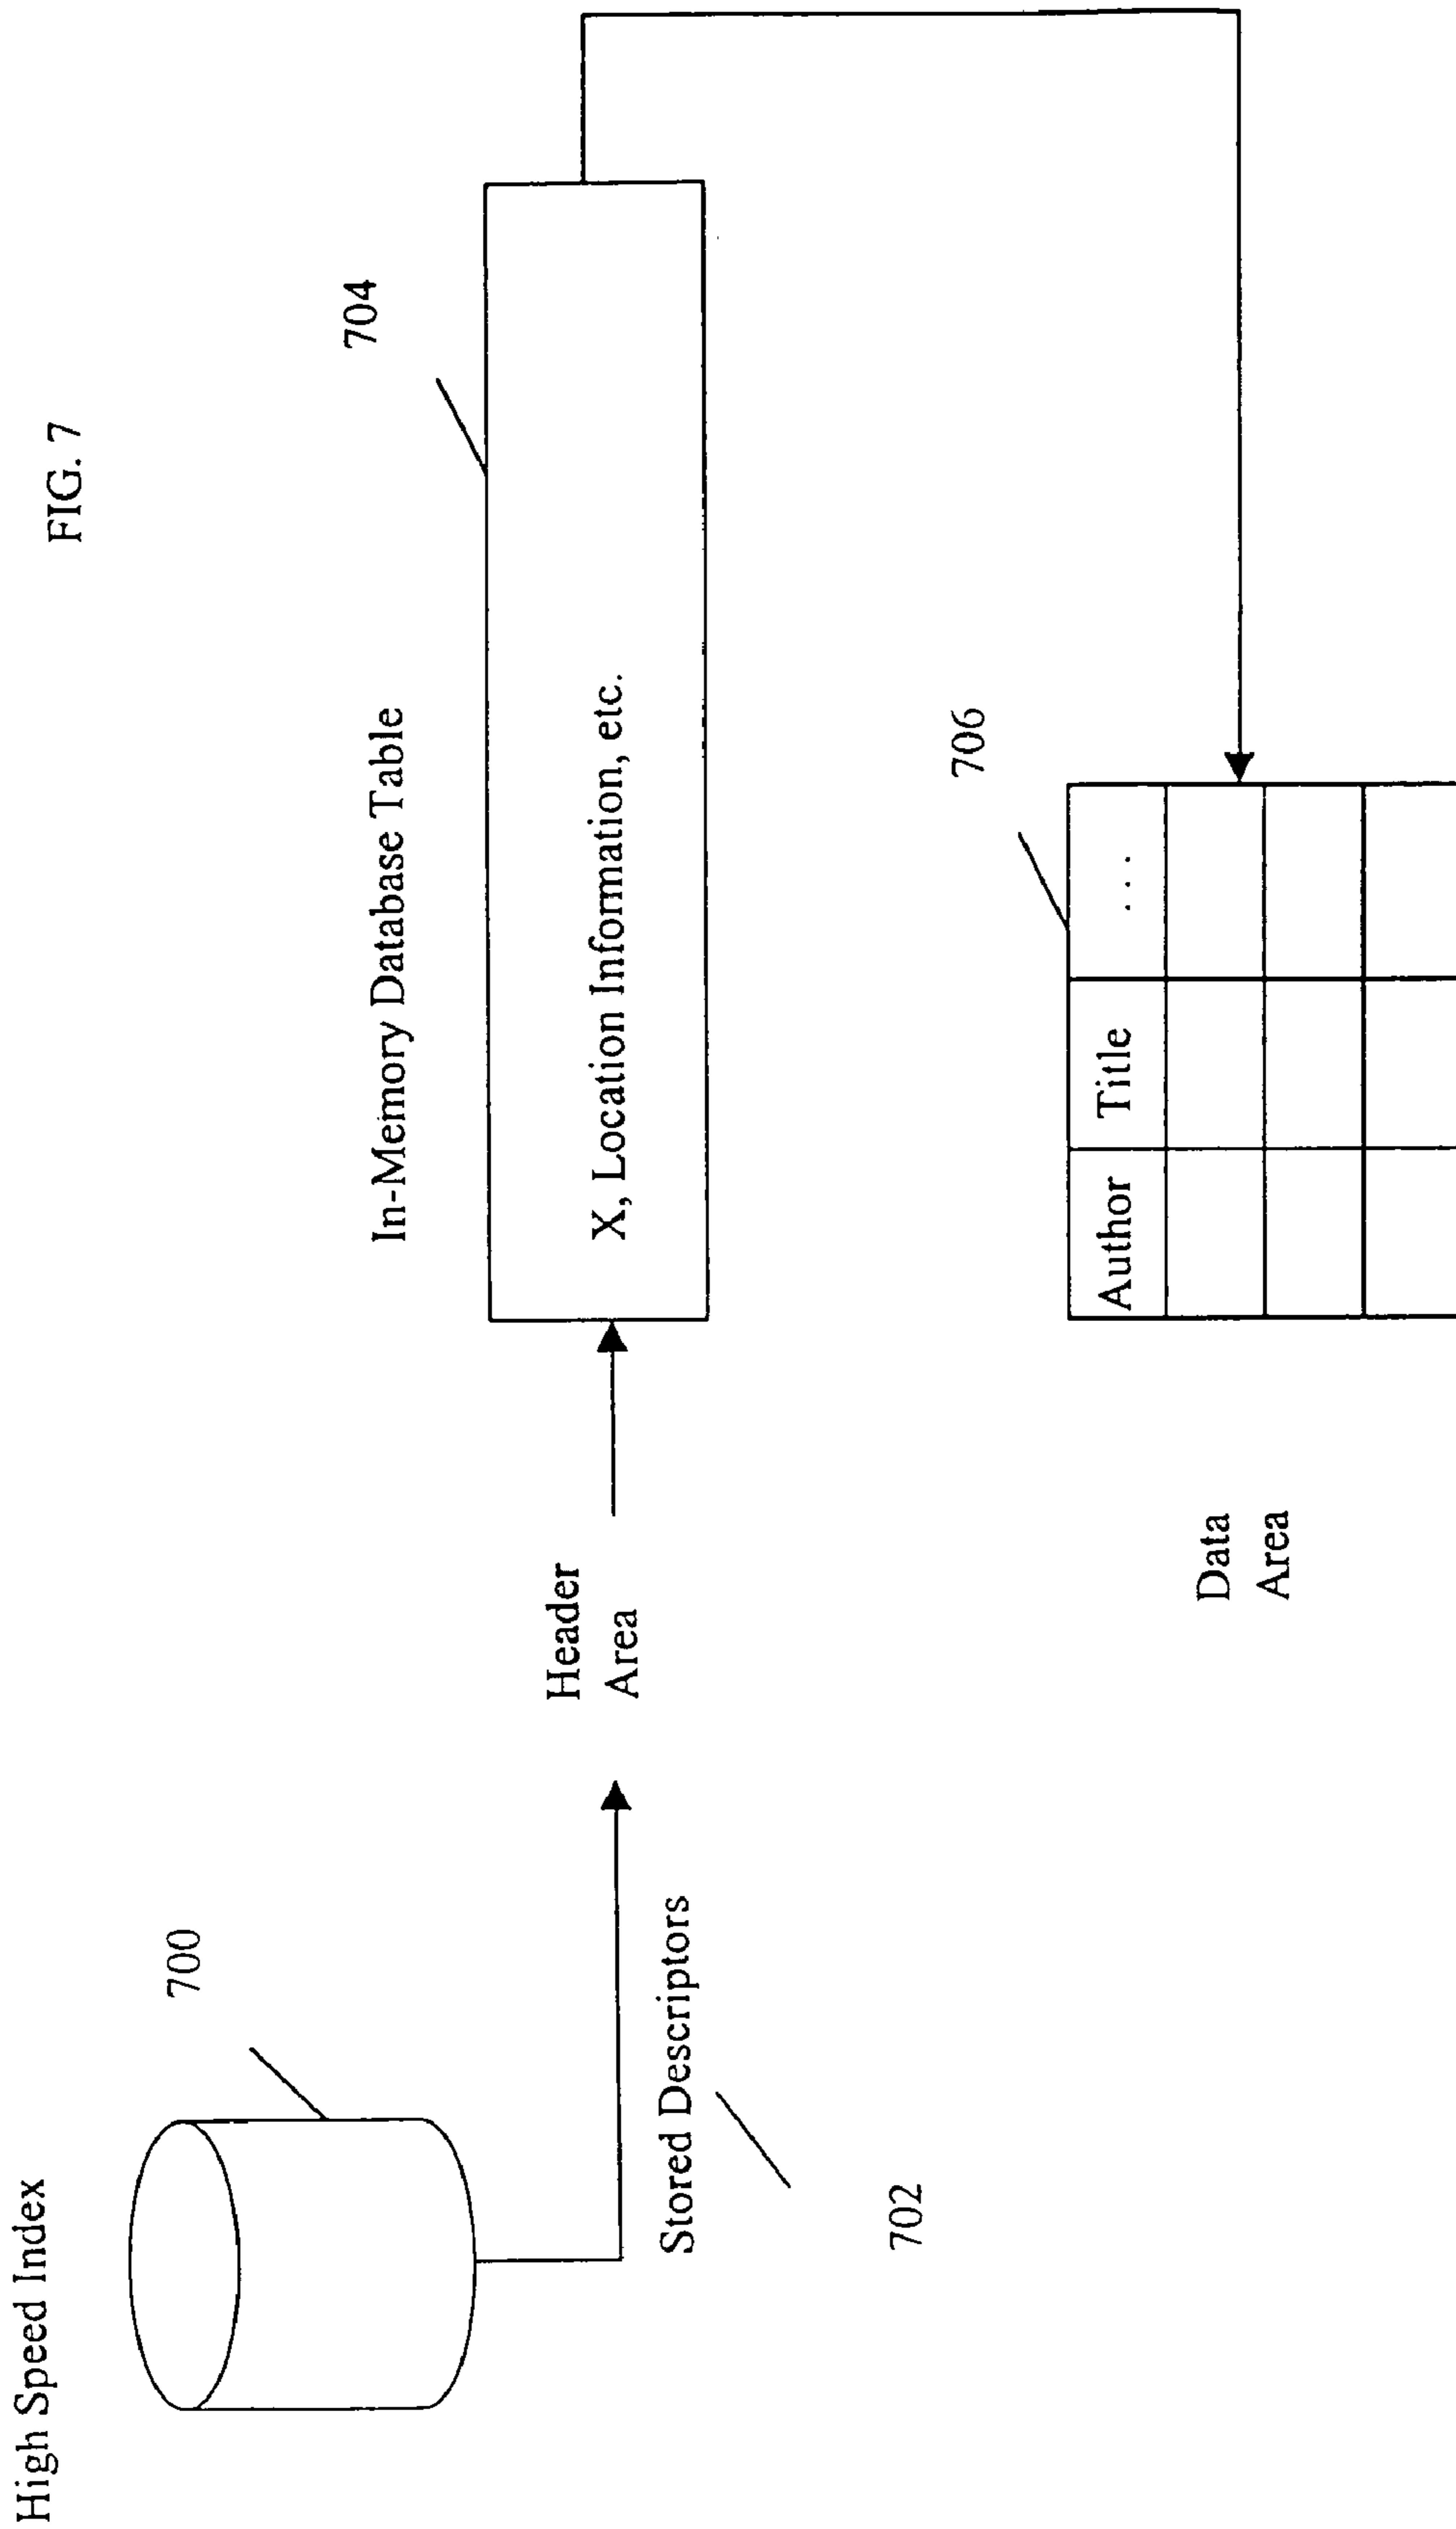 FIG. 7
High Speed Index
700
In-Memory Database Table
704
Stored Descriptors
702
Header
Area
X, Location Information, etc.
706
Data
Area
Author Title ...